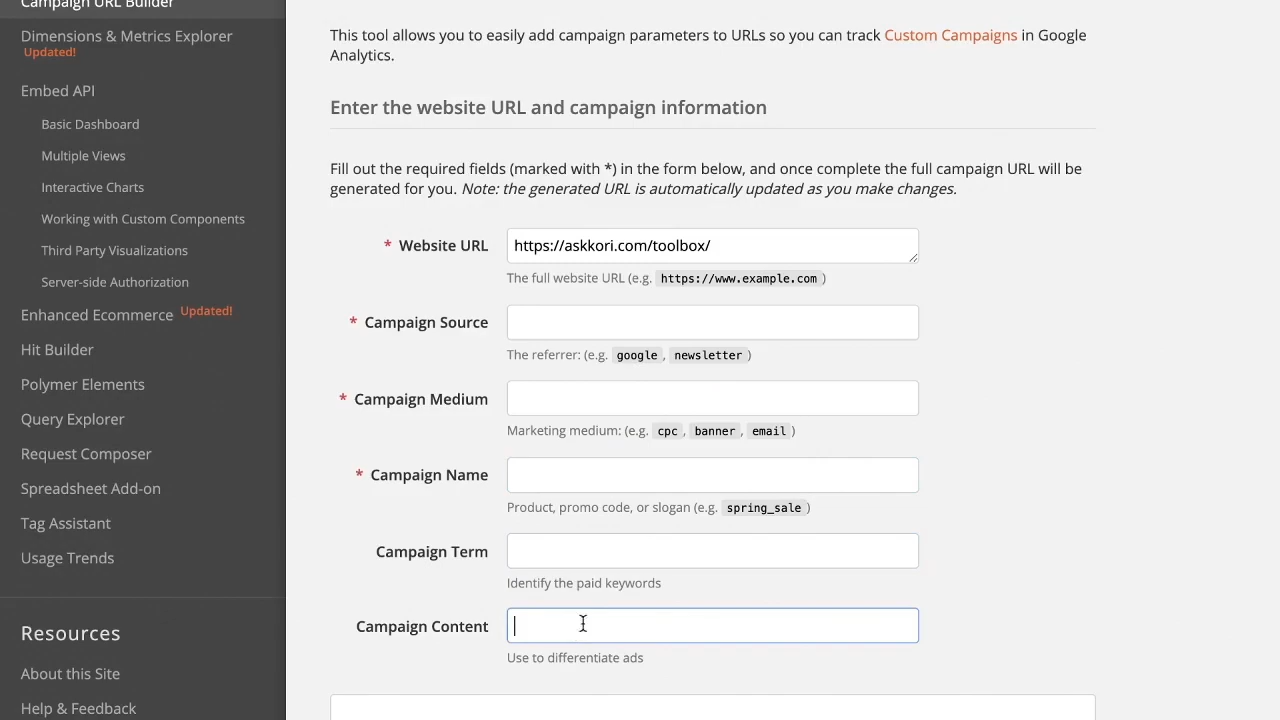 Campaign URL Builder
Dimensions & Metrics Explorer
Updated!
Embed API
Basic Dashboard
Multiple Views
Interactive Charts
Working with Custom Components
Third Party Visualizations
Server-side Authorization
Enhanced Ecommerce Updated!
Hit Builder
Polymer Elements
Query Explorer
Request Composer
Spreadsheet Add-on
Tag Assistant
Usage Trends
Resources
About this Site
Help & Feedback
This tool allows you to easily add campaign parameters to URLs so you can track Custom Campaigns in Google
Analytics.
Enter the website URL and campaign information
Fill out the required fields (marked with *) in the form below, and once complete the full campaign URL will be
generated for you. Note: the generated URL is automatically updated as you make changes.
* Website URL https://askkori.com/toolbox/
The full website URL (e.g. https://www.example.com )
* Campaign Source
The referrer: (e.g. google , newsletter )
* Campaign Medium
Marketing medium: (e.g. cpc , banner , email )
* Campaign Name
Product, promo code, or slogan (e.g. spring_sale )
Campaign Term
Identify the paid keywords
Campaign Content
Use to differentiate ads